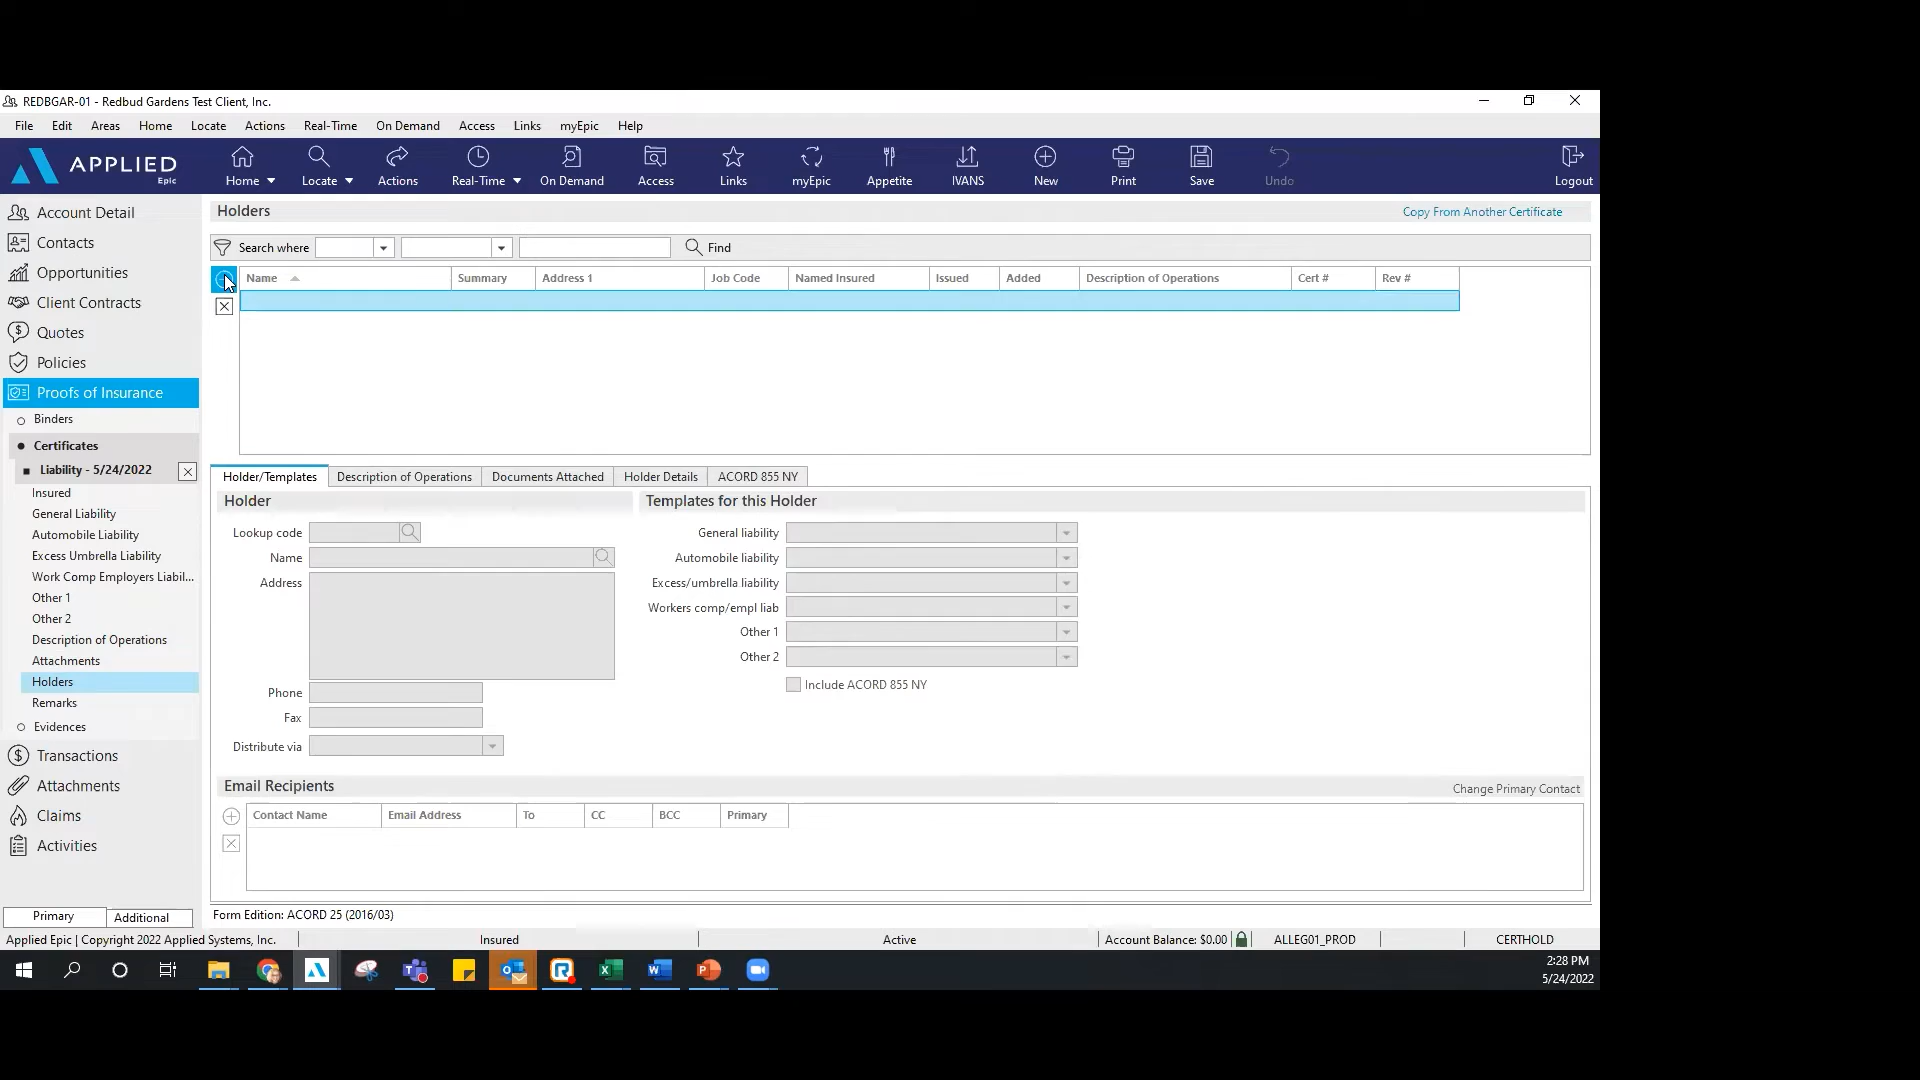 REDBGAR-01 - Redbud Gardens Test Client, Inc.
File Edit Areas Home Locate Actions Real-Time On Demand Access Links myEpic Help
APPLIED Epic
Home Locate Actions Real-Time On Demand Access Links myEpic Appetite IVANS New Print Save Undo Logout
Account Detail
Contacts
Opportunities
Client Contracts
Quotes
Policies
Proofs of Insurance
Binders
Certificates
Liability - 5/24/2022
Insured
General Liability
Automobile Liability
Excess Umbrella Liability
Work Comp Employers Liabil...
Other 1
Other 2
Description of Operations
Attachments
Holders
Remarks
Evidences
Transactions
Attachments
Claims
Activities
Primary Additional
Holders Copy From Another Certificate
Search where Find
Name Summary Address 1 Job Code Named Insured Issued Added Description of Operations Cert # Rev #
Holder/Templates Description of Operations Documents Attached Holder Details ACORD 855 NY
Holder
Lookup code
Name
Address
Phone
Fax
Distribute via
Templates for this Holder
General liability
Automobile liability
Excess/umbrella liability
Workers comp/empl liab
Other 1
Other 2
Include ACORD 855 NY
Email Recipients Change Primary Contact
Contact Name Email Address To CC BCC Primary
Form Edition: ACORD 25 (2016/03)
Applied Epic | Copyright 2022 Applied Systems, Inc. Insured Active Account Balance: $0.00 ALLEG01_PROD CERTHOLD
2:28 PM
5/24/2022